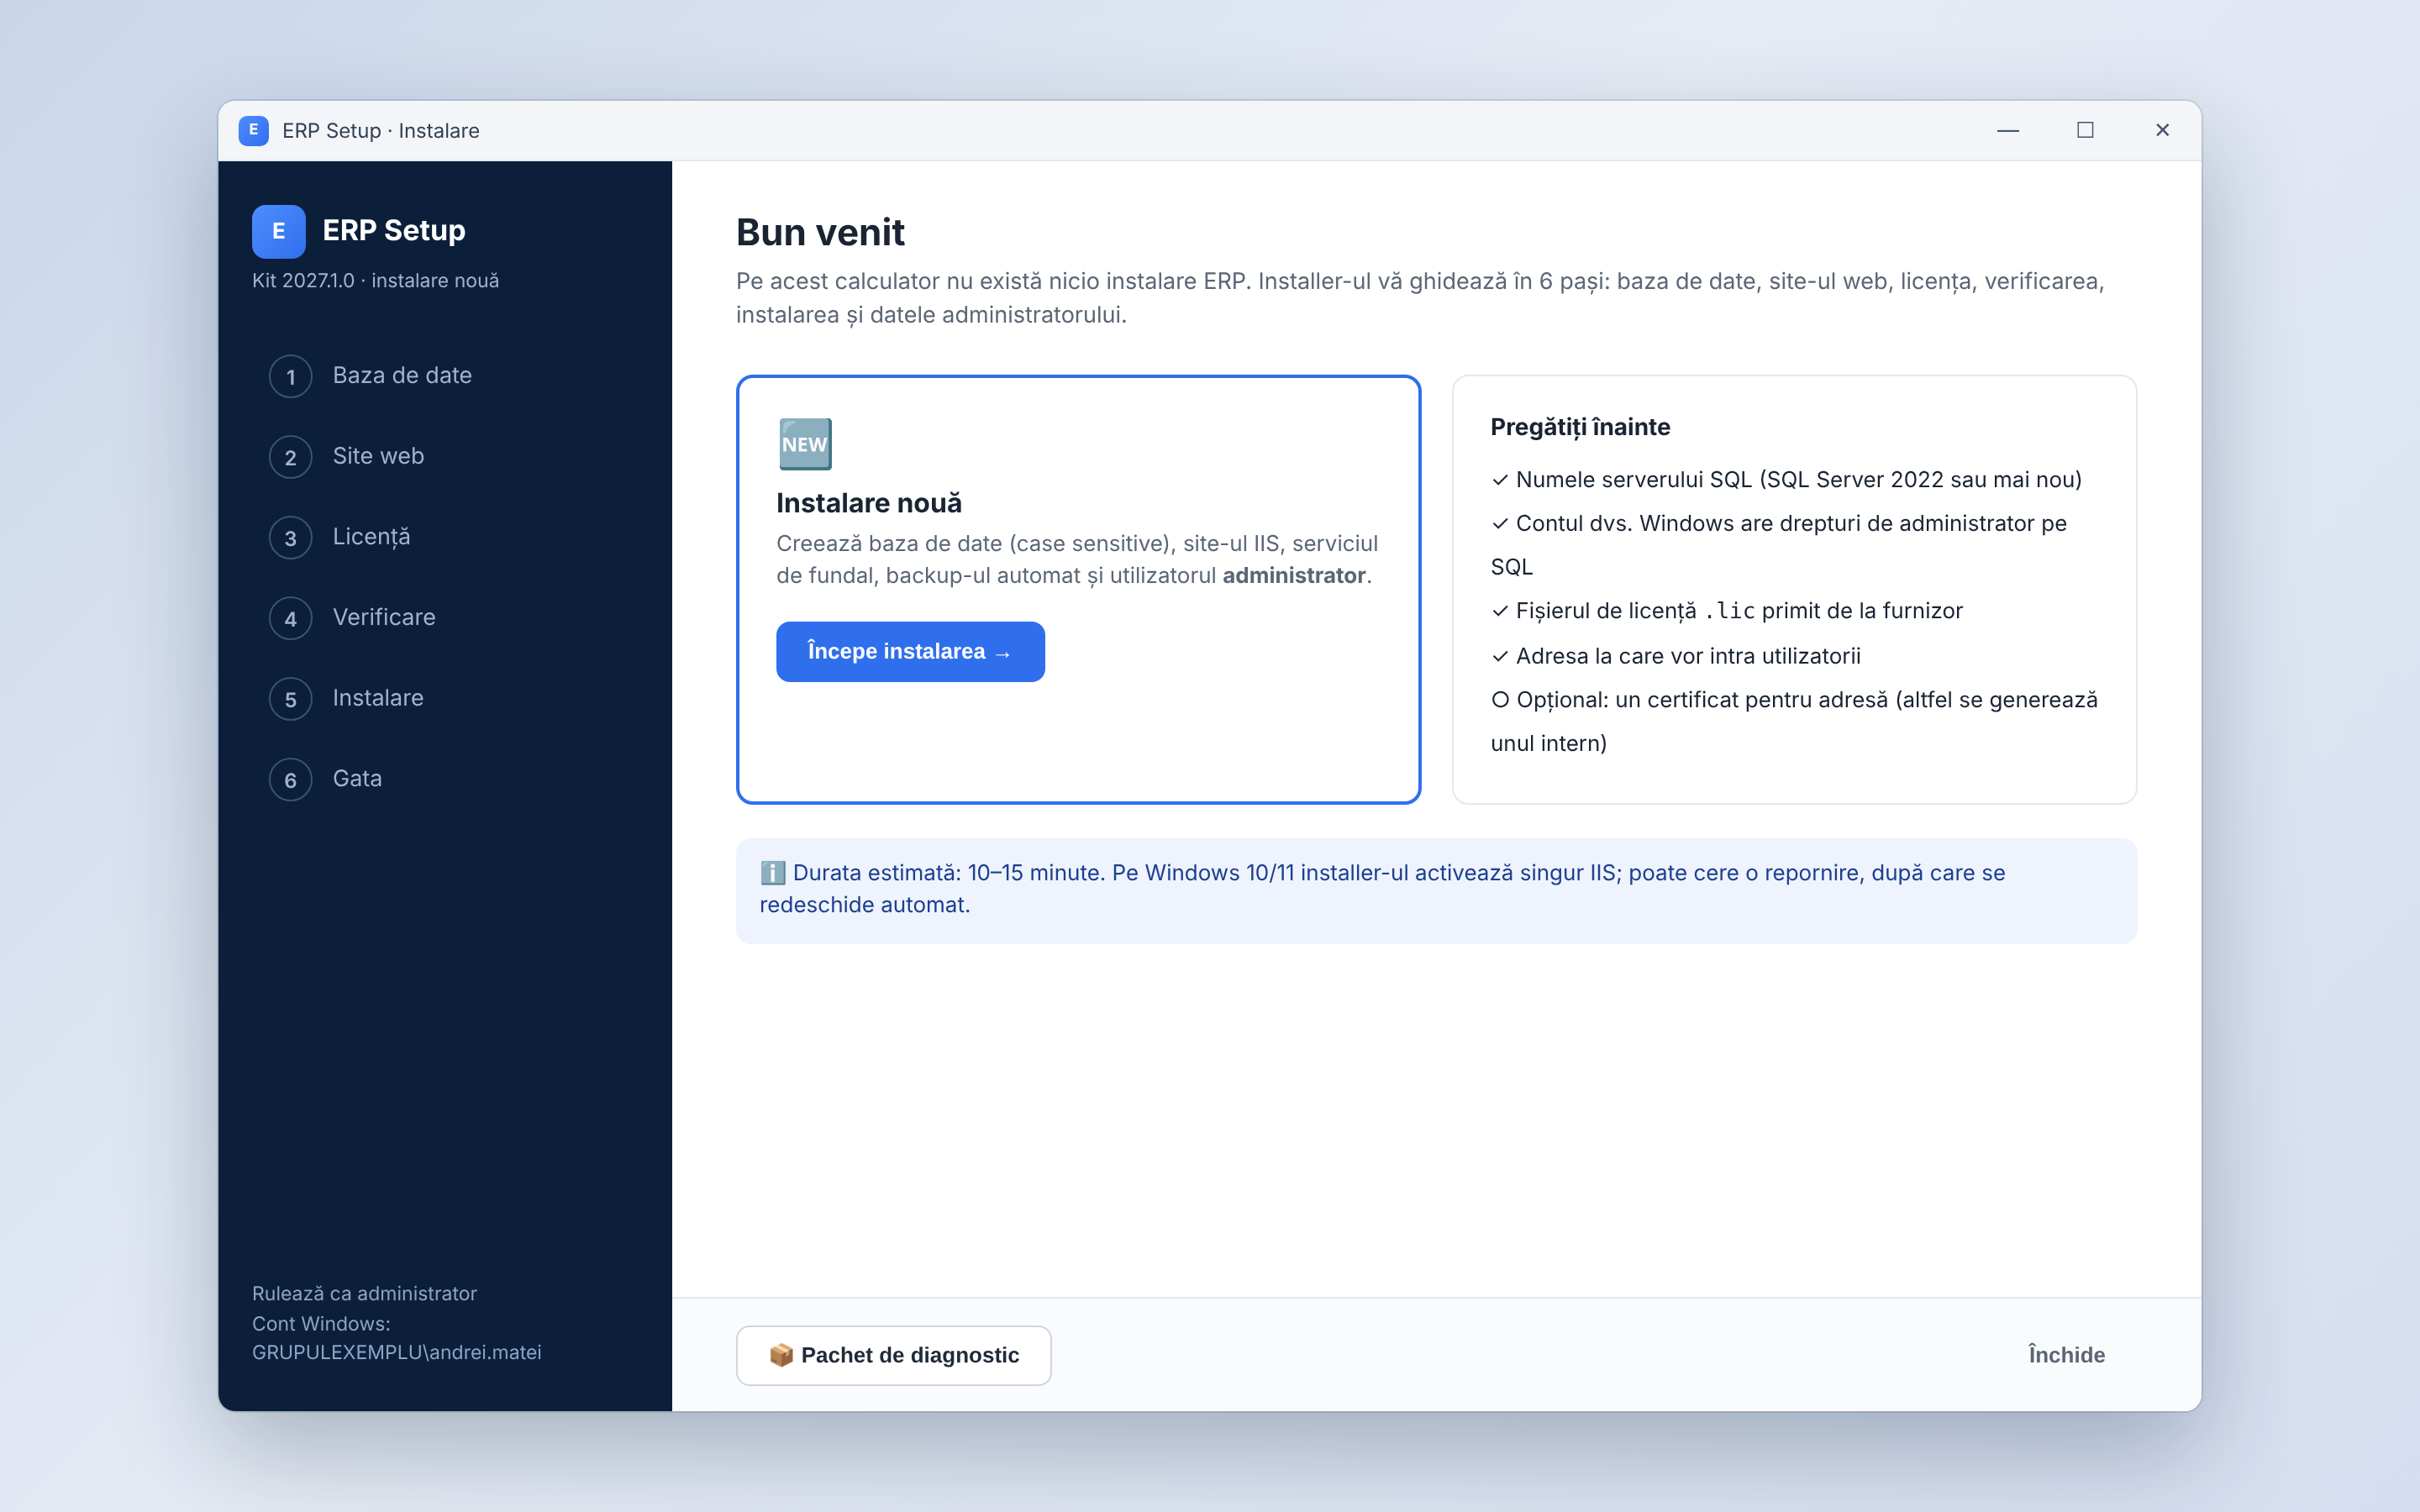 E ERP Setup · Instalare
E ERP Setup
Kit 2027.1.0 · instalare nouă
1 Baza de date
2 Site web
3 Licență
4 Verificare
5 Instalare
6 Gata
Rulează ca administrator
Cont Windows:
GRUPULEXEMPLU\andrei.matei
Bun venit
Pe acest calculator nu există nicio instalare ERP. Installer-ul vă ghidează în 6 pași: baza de date, site-ul web, licența, verificarea,
instalarea și datele administratorului.
NEW
Instalare nouă
Creează baza de date (case sensitive), site-ul IIS, serviciul
de fundal, backup-ul automat și utilizatorul administrator.
Începe instalarea →
Pregătiți înainte
✓ Numele serverului SQL (SQL Server 2022 sau mai nou)
✓ Contul dvs. Windows are drepturi de administrator pe
SQL
✓ Fișierul de licență .lic primit de la furnizor
✓ Adresa la care vor intra utilizatorii
○ Opțional: un certificat pentru adresă (altfel se generează
unul intern)
ℹ️ Durata estimată: 10–15 minute. Pe Windows 10/11 installer-ul activează singur IIS; poate cere o repornire, după care se
redeschide automat.
📦 Pachet de diagnostic
Închide